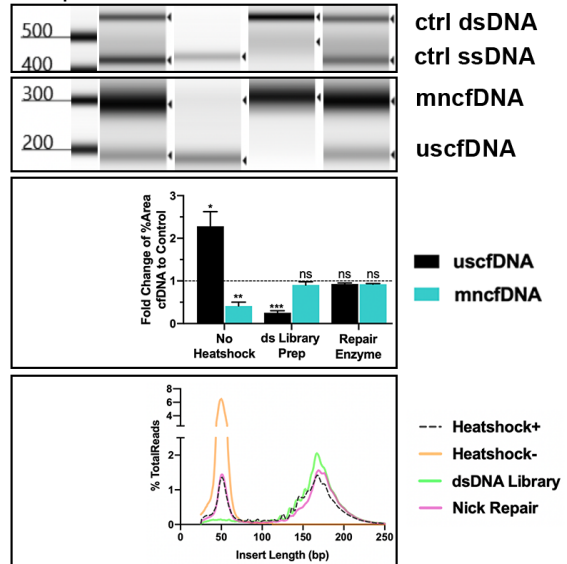 500
400
ctrl dsDNA
ctrl ssDNA
300
200
mncfDNA
uscfDNA
Fold Change of %Area
cfDNA to Control
3
2
1
0
*
**
***
ns
ns
ns
No
Heatshock
ds Library
Prep
Repair
Enzyme
uscfDNA
mncfDNA
% TotalReads
8
6
4
2
1
0
0
50
100
150
200
250
Insert Length (bp)
Heatshock+
Heatshock-
dsDNA Library
Nick Repair